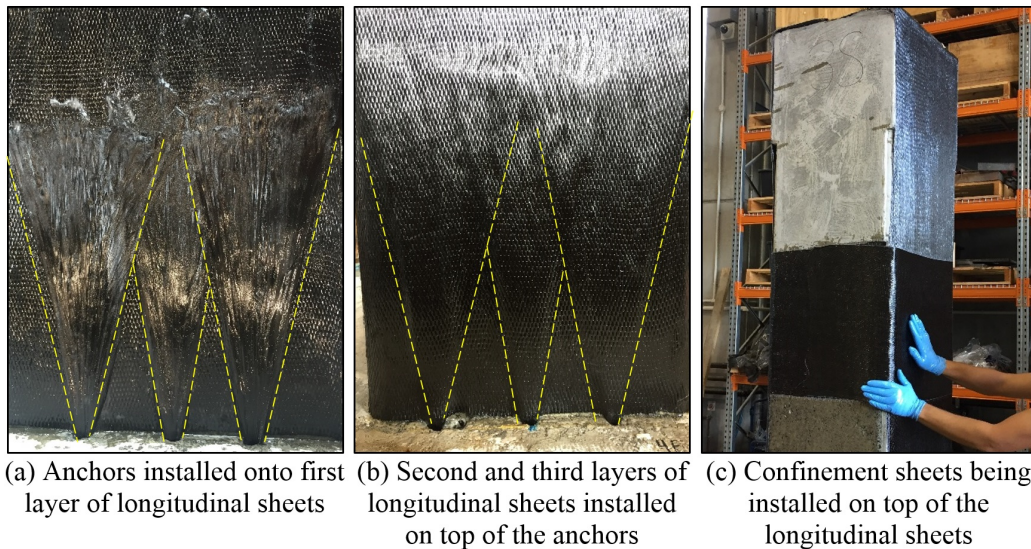 (a) Anchors installed onto first
layer of longitudinal sheets
(b) Second and third layers of
longitudinal sheets installed
on top of the anchors
(c) Confinement sheets being
installed on top of the
longitudinal sheets